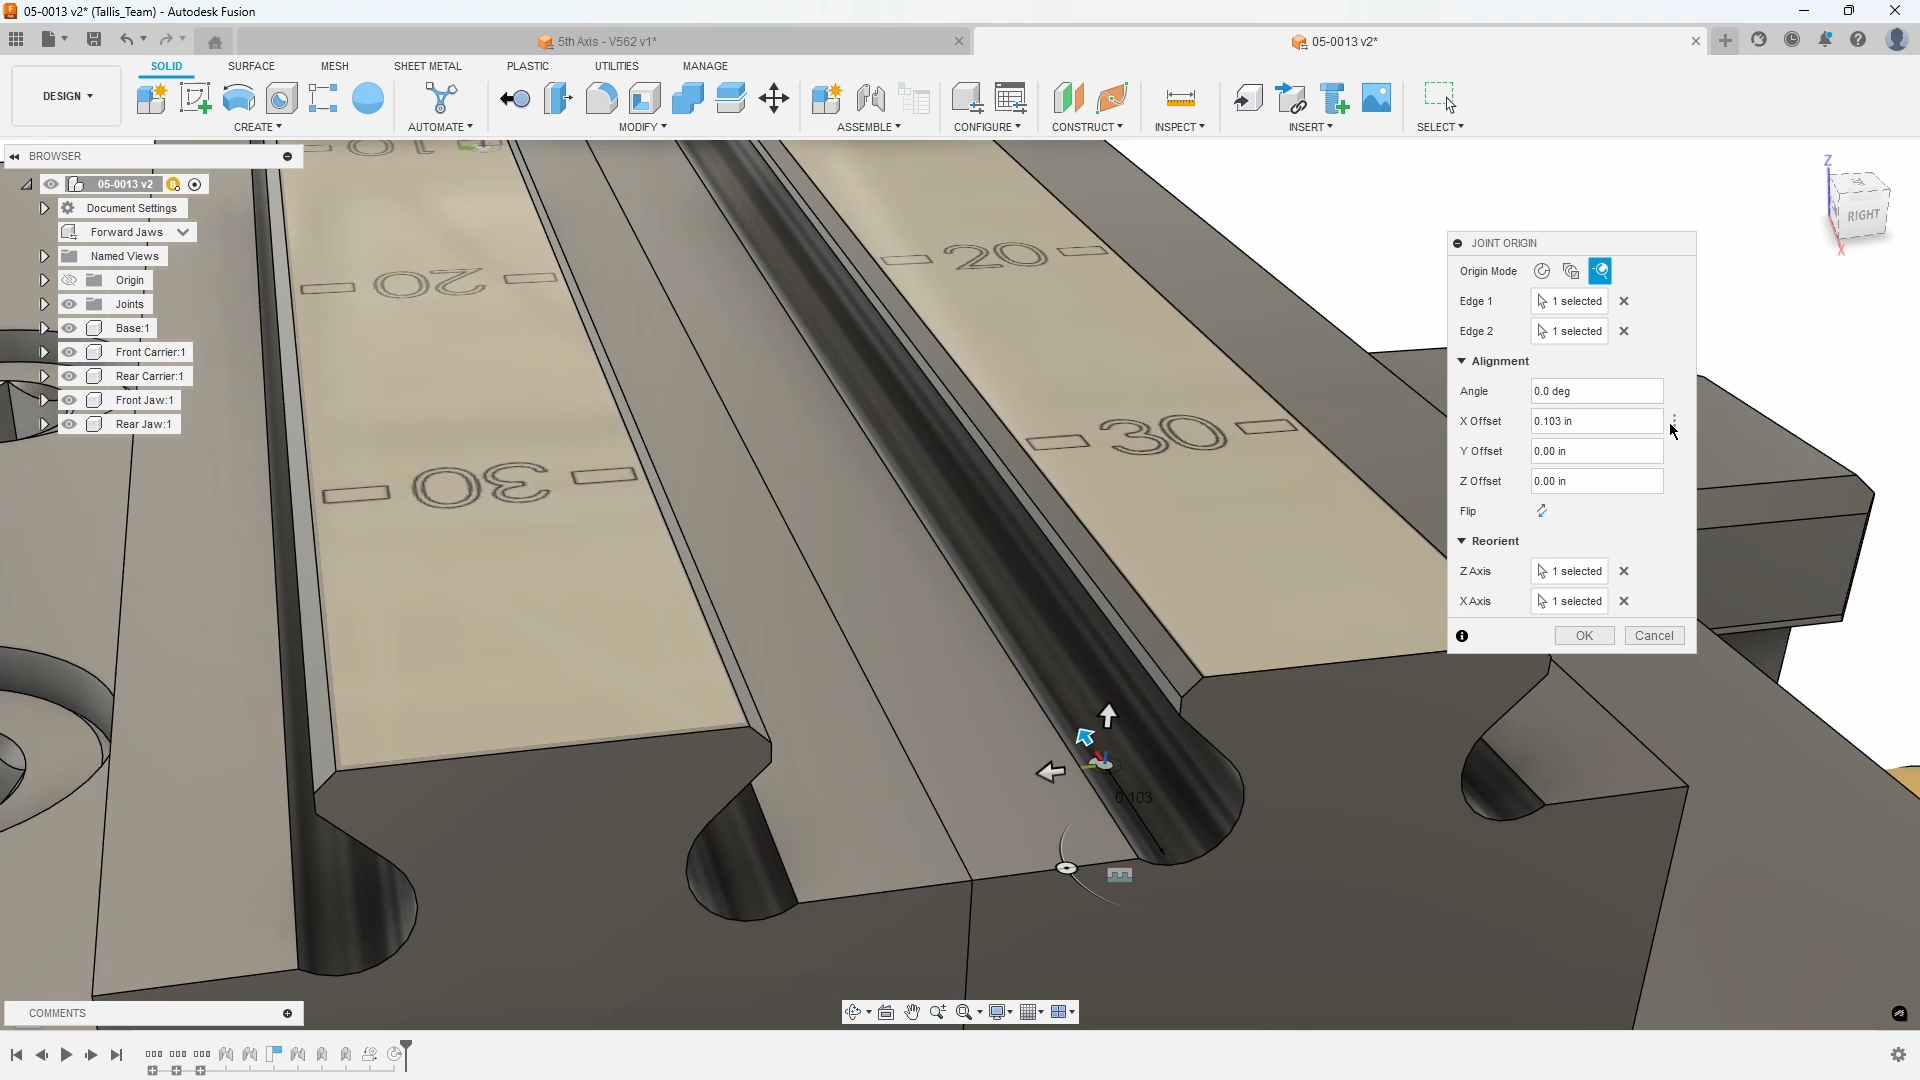 05-0013 v2* (Tallis_Team) - Autodesk Fusion
5th Axis - V562 v1*
05-0013 v2*
DESIGN
SOLID
SURFACE
MESH
SHEET METAL
PLASTIC
UTILITIES
MANAGE
CREATE
AUTOMATE
MODIFY
ASSEMBLE
CONFIGURE
CONSTRUCT
INSPECT
INSERT
SELECT
BROWSER
05-0013 v2
Document Settings
Forward Jaws
Named Views
Origin
Joints
Base:1
Front Carrier:1
Rear Carrier:1
Front Jaw:1
Rear Jaw:1
10
20
30
20
30
0.103
Z
RIGHT
X
JOINT ORIGIN
Origin Mode
Edge 1 1 selected
Edge 2 1 selected
Alignment
Angle 0.0 deg
X Offset 0.103 in
Y Offset 0.00 in
Z Offset 0.00 in
Flip
Reorient
Z Axis 1 selected
X Axis 1 selected
OK Cancel
COMMENTS